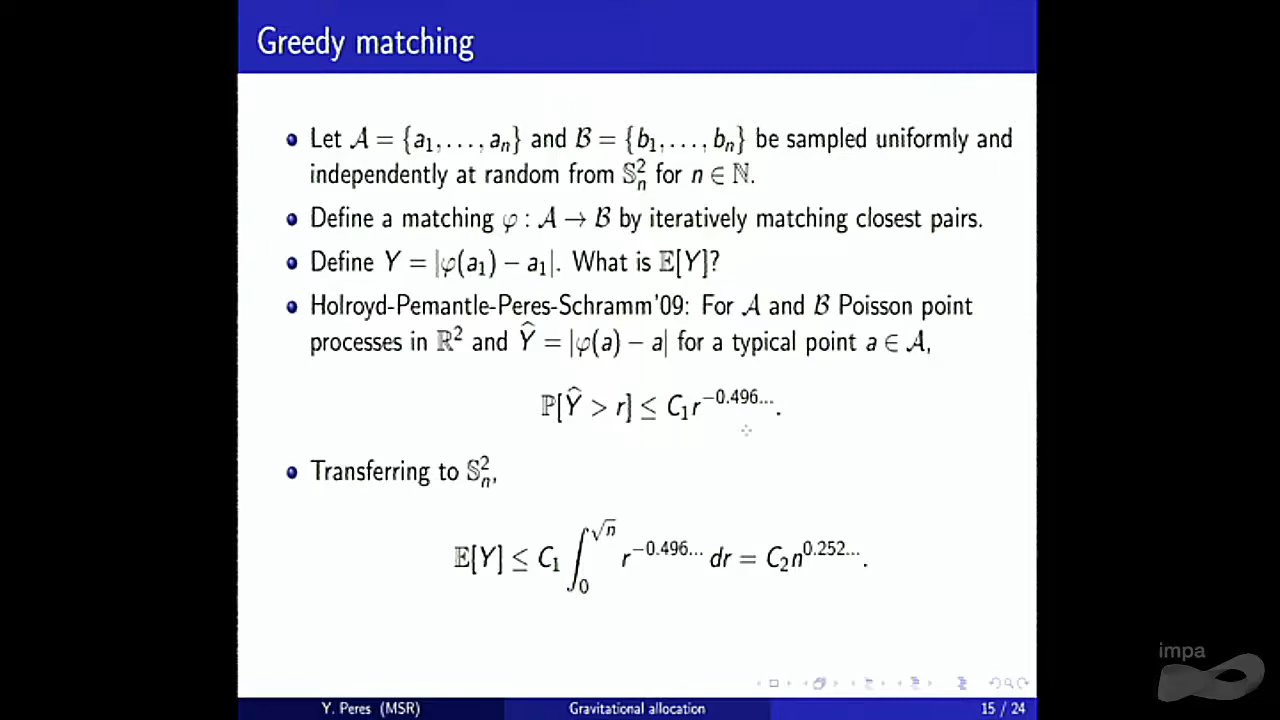 Greedy matching
• Let 𝒜 = {a₁, . . . , aₙ} and ℬ = {b₁, . . . , bₙ} be sampled uniformly and
independently at random from 𝕊²ₙ for n ∈ ℕ.
• Define a matching φ : 𝒜 → ℬ by iteratively matching closest pairs.
• Define Y = |φ(a₁) − a₁|. What is 𝔼[Y]?
• Holroyd-Pemantle-Peres-Schramm'09: For 𝒜 and ℬ Poisson point
processes in ℝ² and Ŷ = |φ(a) − a| for a typical point a ∈ 𝒜,
ℙ[Ŷ > r] ≤ C₁r^{−0.496...}.
• Transferring to 𝕊²ₙ,
𝔼[Y] ≤ C₁ ∫₀^{√n} r^{−0.496...} dr = C₂n^{0.252...}.
impa
Y. Peres (MSR) Gravitational allocation 15 / 24